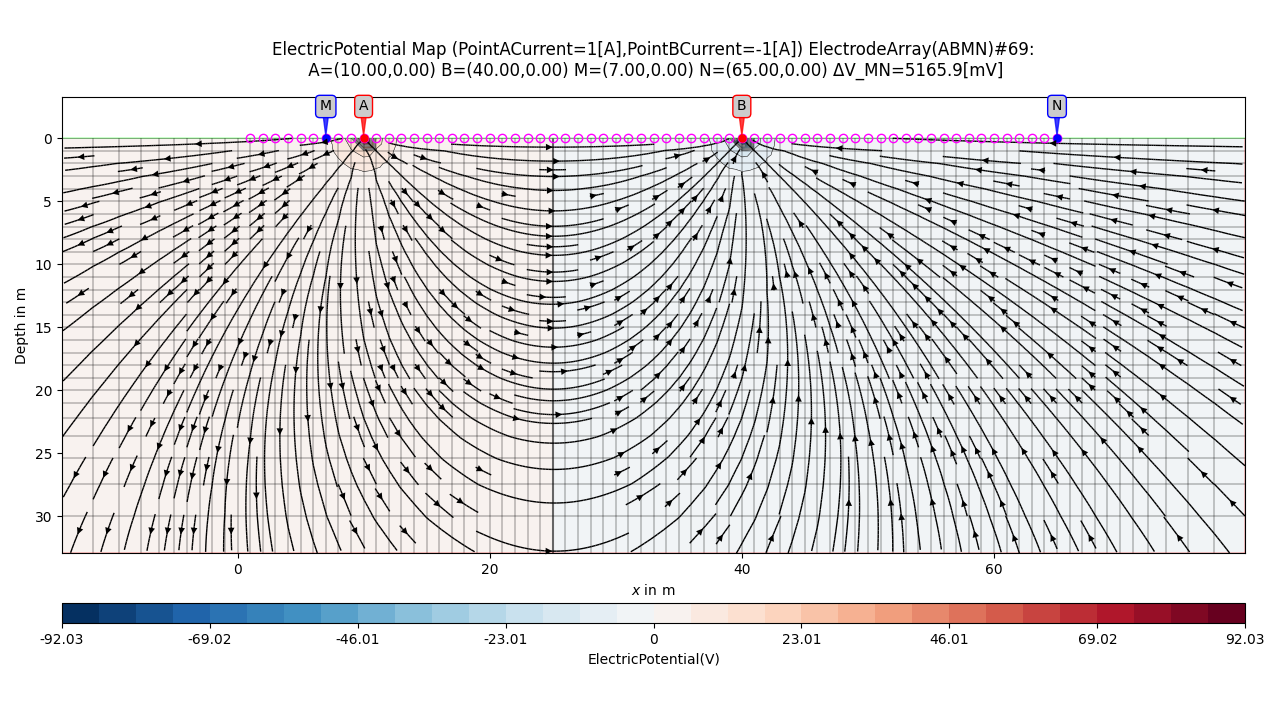 ElectricPotential Map (PointACurrent=1[A],PointBCurrent=-1[A]) ElectrodeArray(ABMN)#69:
A=(10.00,0.00) B=(40.00,0.00) M=(7.00,0.00) N=(65.00,0.00) ΔV_MN=5165.9[mV]
M A B N
0
5
10
15
20
25
30
Depth in m
0 20 40 60
x in m
-92.03 -69.02 -46.01 -23.01 0 23.01 46.01 69.02 92.03
ElectricPotential(V)